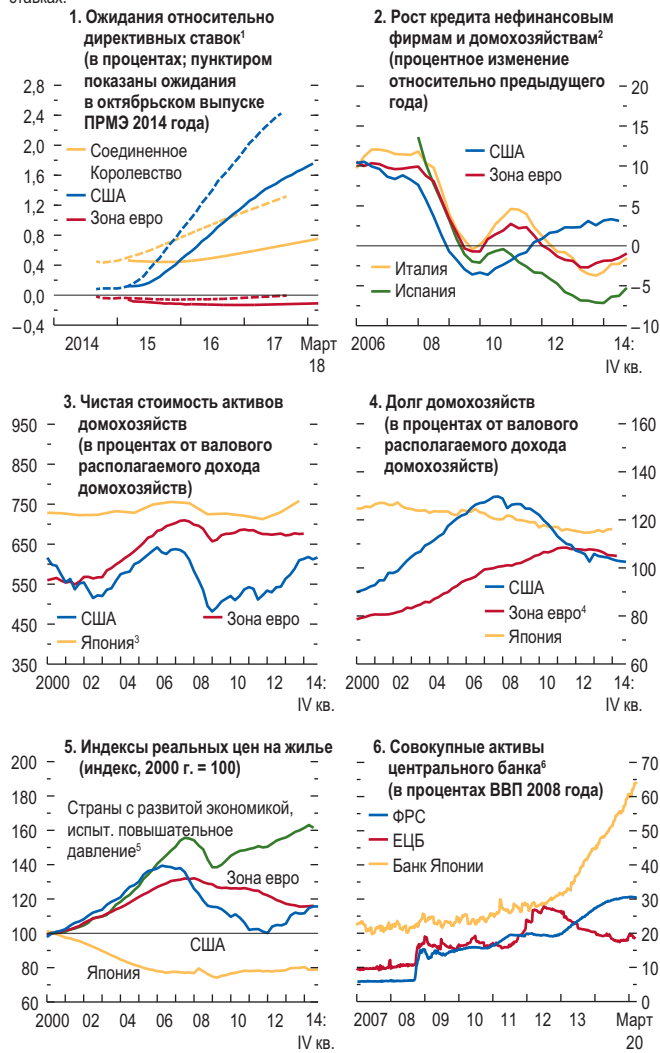 ставках.
1. Ожидания относительно
директивных ставок¹
(в процентах; пунктиром
показаны ожидания
в октябрьском выпуске
ПРМЭ 2014 года)
2,8
2,4
2,0
1,6
1,2
0,8
0,4
0,0
–0,4
Соединенное
Королевство
США
Зона евро
2014 15 16 17 Март
18
2. Рост кредита нефинансовым
фирмам и домохозяйствам²
(процентное изменение
относительно предыдущего
года)
20
15
10
5
0
–5
–10
США
Зона евро
Италия
Испания
2006 08 10 12 14:
IV кв.
3. Чистая стоимость активов
домохозяйств
(в процентах от валового
располагаемого дохода
домохозяйств)
950
850
750
650
550
450
350
США
Зона евро
Япония³
2000 02 04 06 08 10 12 14:
IV кв.
4. Долг домохозяйств
(в процентах от валового
располагаемого дохода
домохозяйств)
160
140
120
100
80
60
США
Зона евро⁴
Япония
2000 02 04 06 08 10 12 14:
IV кв.
5. Индексы реальных цен на жилье
(индекс, 2000 г. = 100)
200
180
160
140
120
100
80
60
Страны с развитой экономикой,
испыт. повышательное
давление⁵
Зона евро
США
Япония
2000 02 04 06 08 10 12 14:
IV кв.
6. Совокупные активы
центрального банка⁶
(в процентах ВВП 2008 года)
70
60
50
40
30
20
10
0
ФРС
ЕЦБ
Банк Японии
2007 08 09 10 11 12 13 Март
20